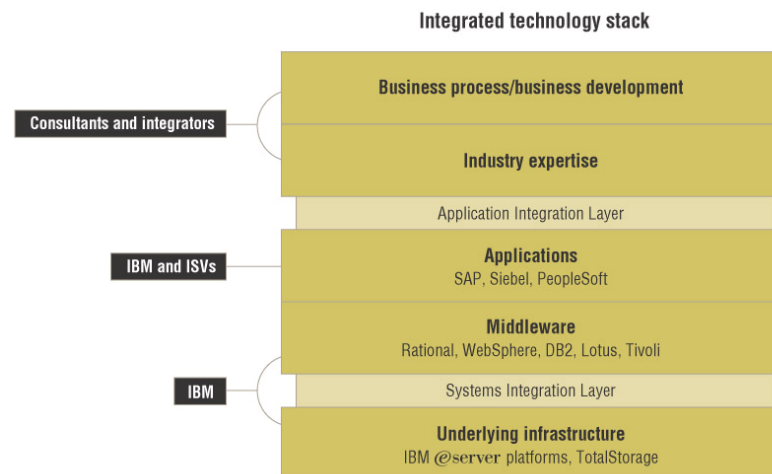 Integrated technology stack
Business process/business development
Consultants and integrators
Industry expertise
Application Integration Layer
IBM and ISVs
Applications
SAP, Siebel, PeopleSoft
Middleware
Rational, WebSphere, DB2, Lotus, Tivoli
IBM
Systems Integration Layer
Underlying infrastructure
IBM @server platforms, TotalStorage